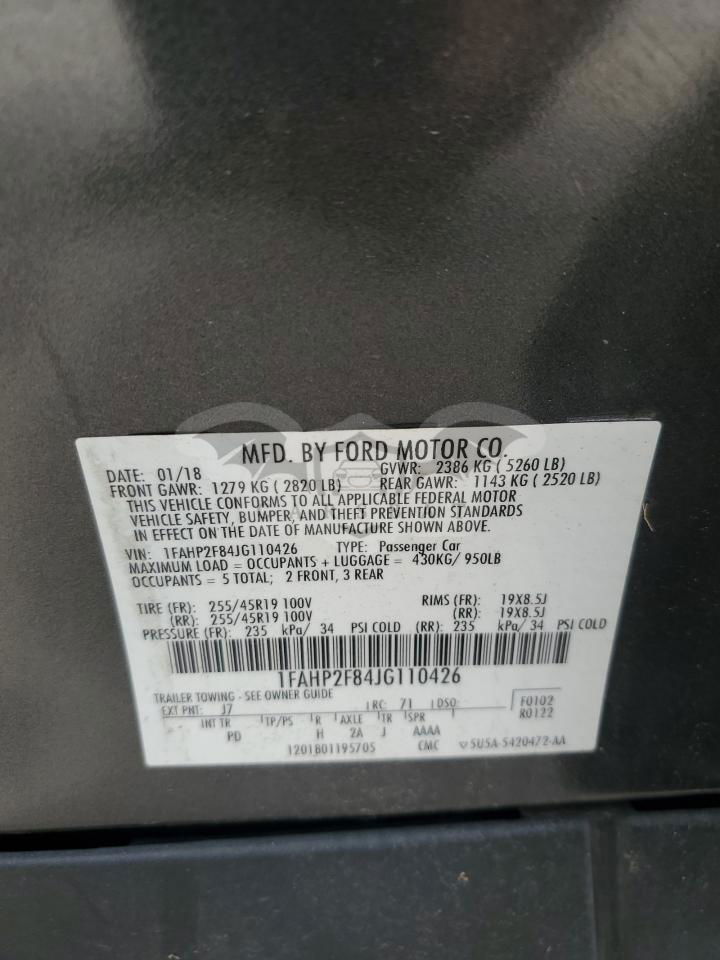 MFD. BY FORD MOTOR CO.
DATE: 01/18 GVWR: 2386 KG ( 5260 LB)
FRONT GAWR: 1279 KG ( 2820 LB) REAR GAWR: 1143 KG ( 2520 LB)
THIS VEHICLE CONFORMS TO ALL APPLICABLE FEDERAL MOTOR
VEHICLE SAFETY, BUMPER, AND THEFT PREVENTION STANDARDS
IN EFFECT ON THE DATE OF MANUFACTURE SHOWN ABOVE.
VIN: 1FAHP2F84JG110426 TYPE: Passenger Car
MAXIMUM LOAD = OCCUPANTS + LUGGAGE = 430KG/ 950LB
OCCUPANTS = 5 TOTAL; 2 FRONT, 3 REAR
TIRE (FR): 255/45R19 100V RIMS (FR): 19X8.5J
(RR): 255/45R19 100V (RR): 19X8.5J
PRESSURE (FR): 235 kPa/ 34 PSI COLD (RR): 235 kPa/ 34 PSI COLD
1FAHP2F84JG110426
TRAILER TOWING - SEE OWNER GUIDE
EXT PNT: J7 RC: 71 DSO: F0102
INT TR TP/PS R AXLE TR SPR R0122
PD H 2A J AAAA
1201801195705 CMC 5U5A-5420472-AA